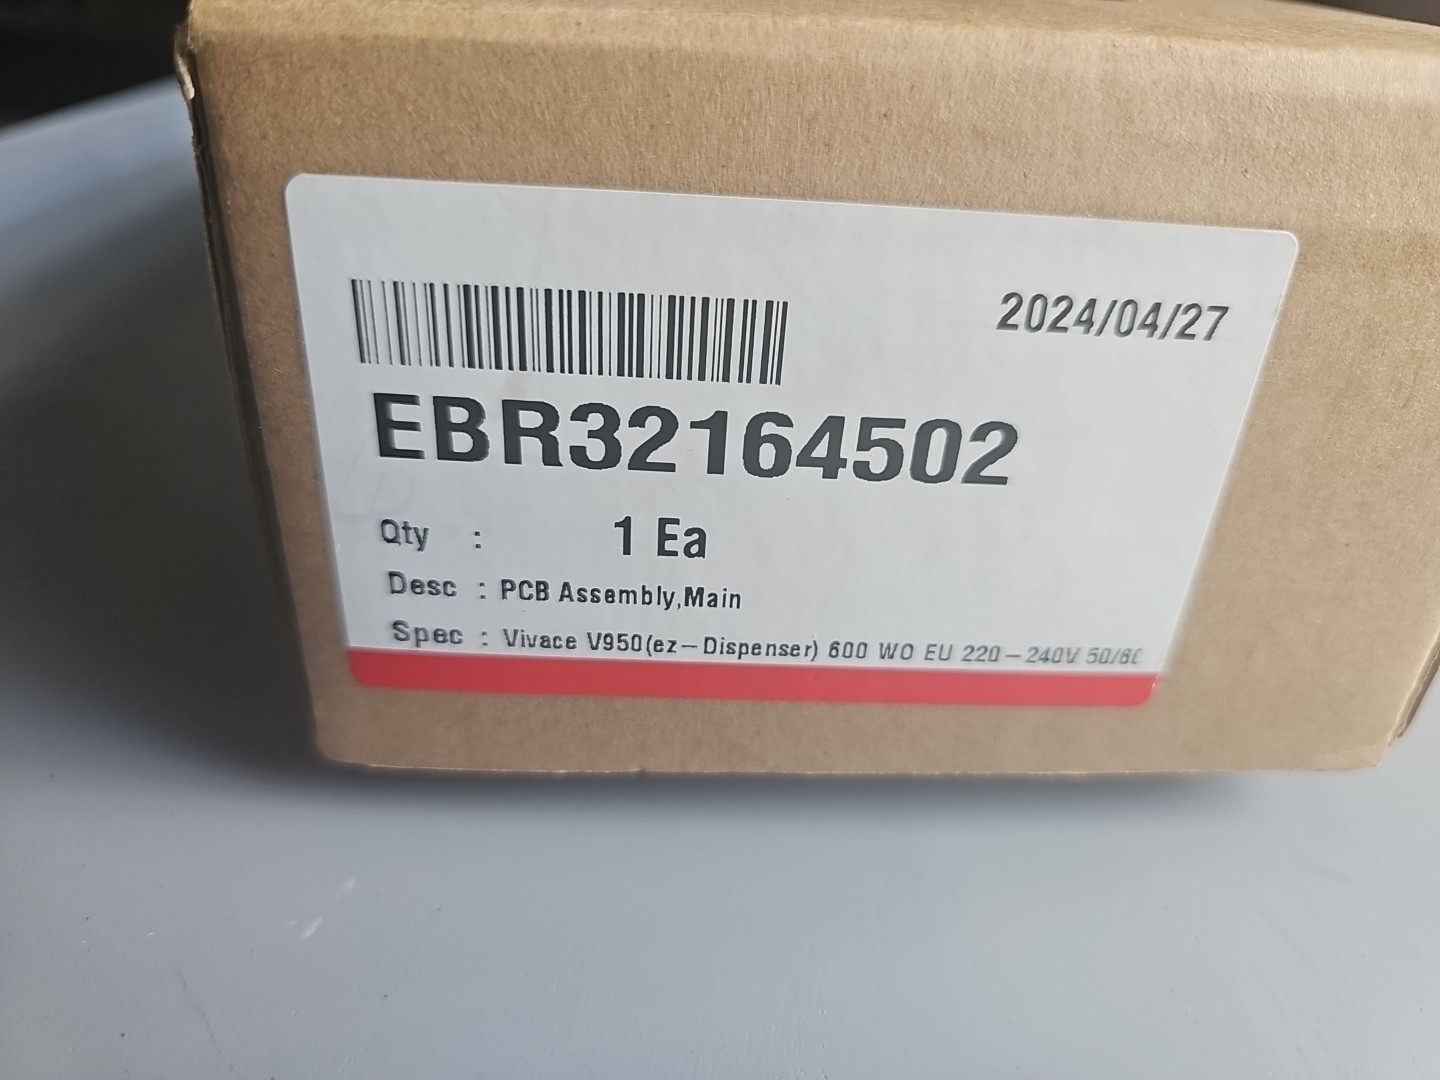 2024/04/27
EBR32164502
Qty : 1 Ea
Desc : PCB Assembly,Main
Spec : Vivace V950(ez-Dispenser) 600 WO EU 220-240V 50/60